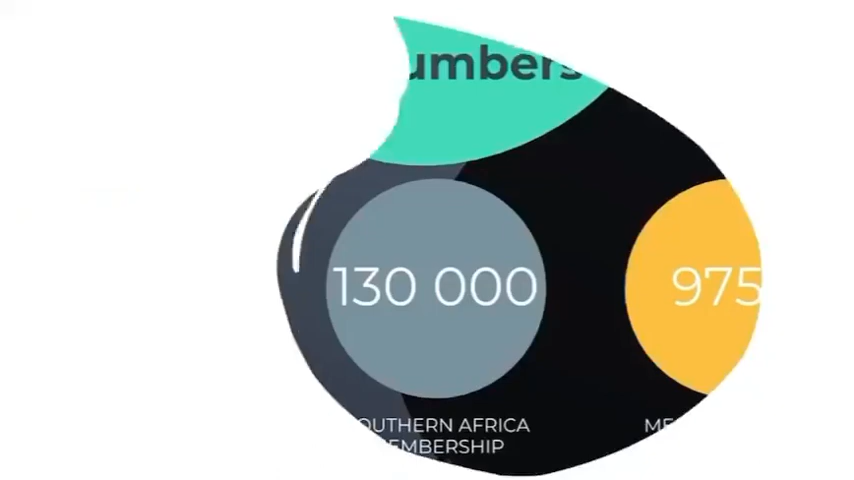 umbers
130 000
975
OUTHERN AFRICA
EMBERSHIP
ME